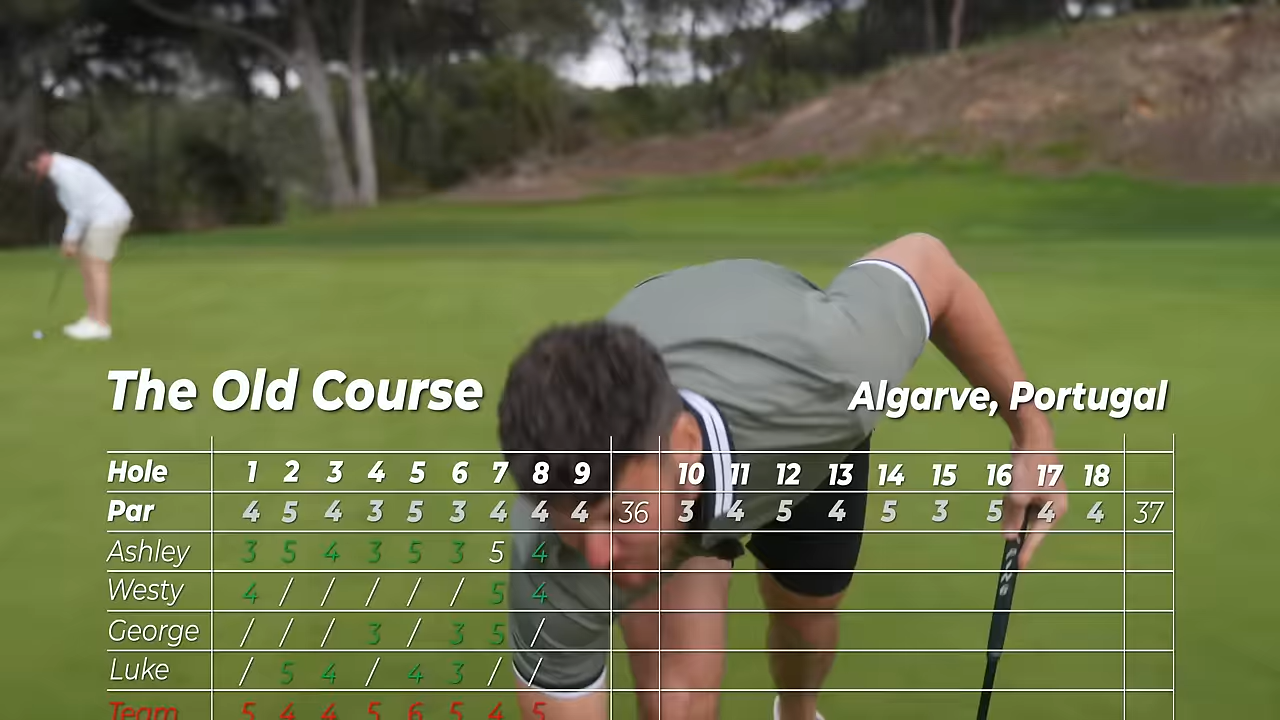 The Old Course Algarve, Portugal
Hole 1 2 3 4 5 6 7 8 9 10 11 12 13 14 15 16 17 18
Par 4 5 4 3 5 3 4 4 4 36 3 4 5 4 5 3 5 4 4 37
Ashley 3 5 4 3 5 3 5 4
Westy 4 / / / / / 5 4
George / / / 3 / 3 5 /
Luke / 5 4 / 4 3 / /
Team 5 4 4 5 6 5 4 5
PING